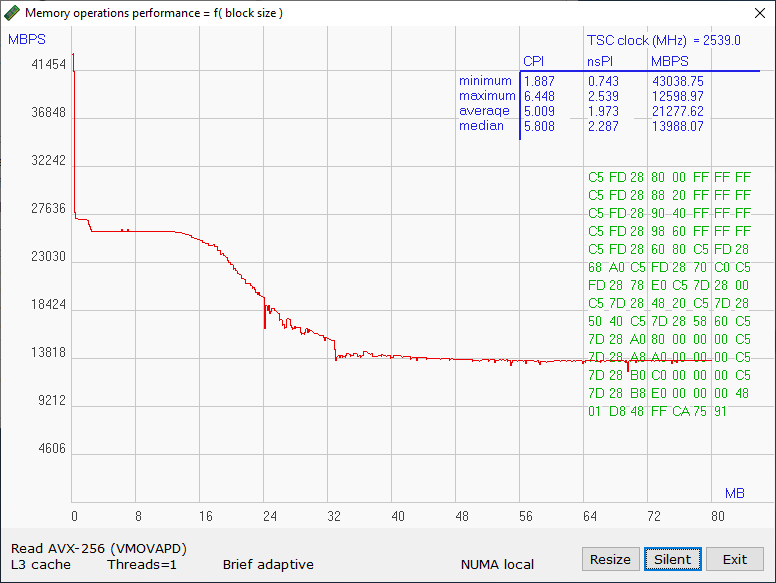 Memory operations performance = f( block size )
MBPS
TSC clock (MHz) = 2539.0
CPI nsPI MBPS
minimum 1.887 0.743 43038.75
maximum 6.448 2.539 12598.97
average 5.009 1.973 21277.62
median 5.808 2.287 13988.07
41454
36848
32242
27636
23030
18424
13818
9212
4606
C5 FD 28 80 00 FF FF FF
C5 FD 28 88 20 FF FF FF
C5 FD 28 90 40 FF FF FF
C5 FD 28 98 60 FF FF FF
C5 FD 28 60 80 C5 FD 28
68 A0 C5 FD 28 70 C0 C5
FD 28 78 E0 C5 7D 28 00
C5 7D 28 48 20 C5 7D 28
50 40 C5 7D 28 58 60 C5
7D 28 A0 80 00 00 00 C5
7D 28 A8 A0 00 00 00 C5
7D 28 B0 C0 00 00 00 C5
7D 28 B8 E0 00 00 00 48
01 D8 48 FF CA 75 91
MB
0 8 16 24 32 40 48 56 64 72 80
Read AVX-256 (VMOVAPD)
L3 cache Threads=1 Brief adaptive NUMA local
Resize Silent Exit